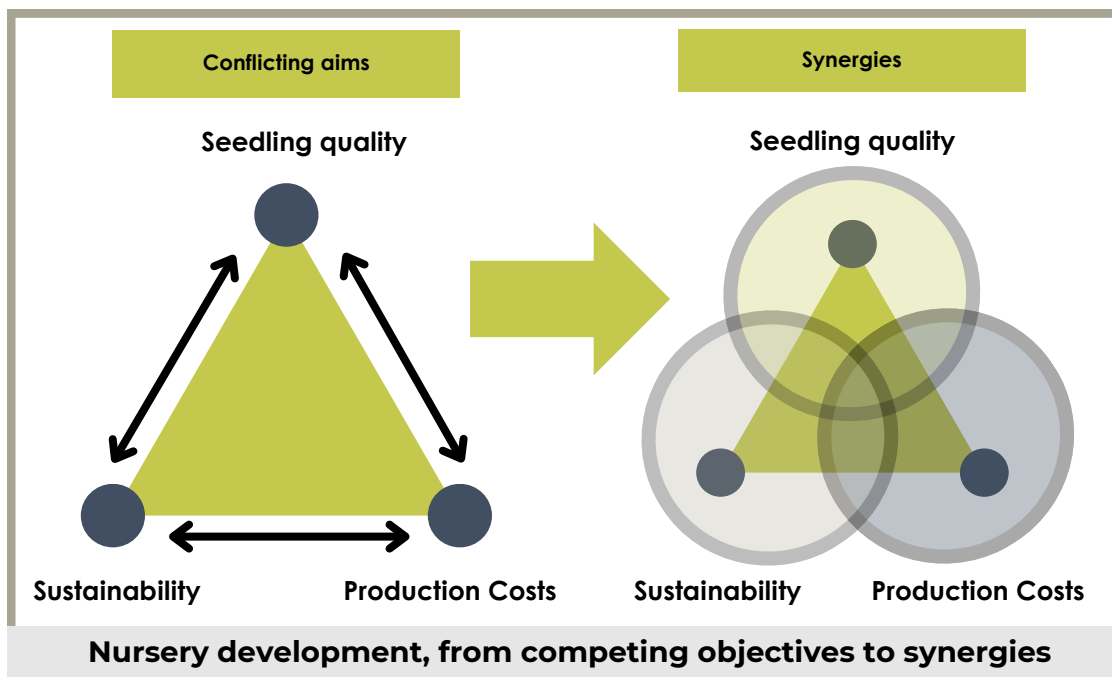 Conflicting aims
Synergies
Seedling quality
Seedling quality
Sustainability
Production Costs
Sustainability
Production Costs
Nursery development, from competing objectives to synergies